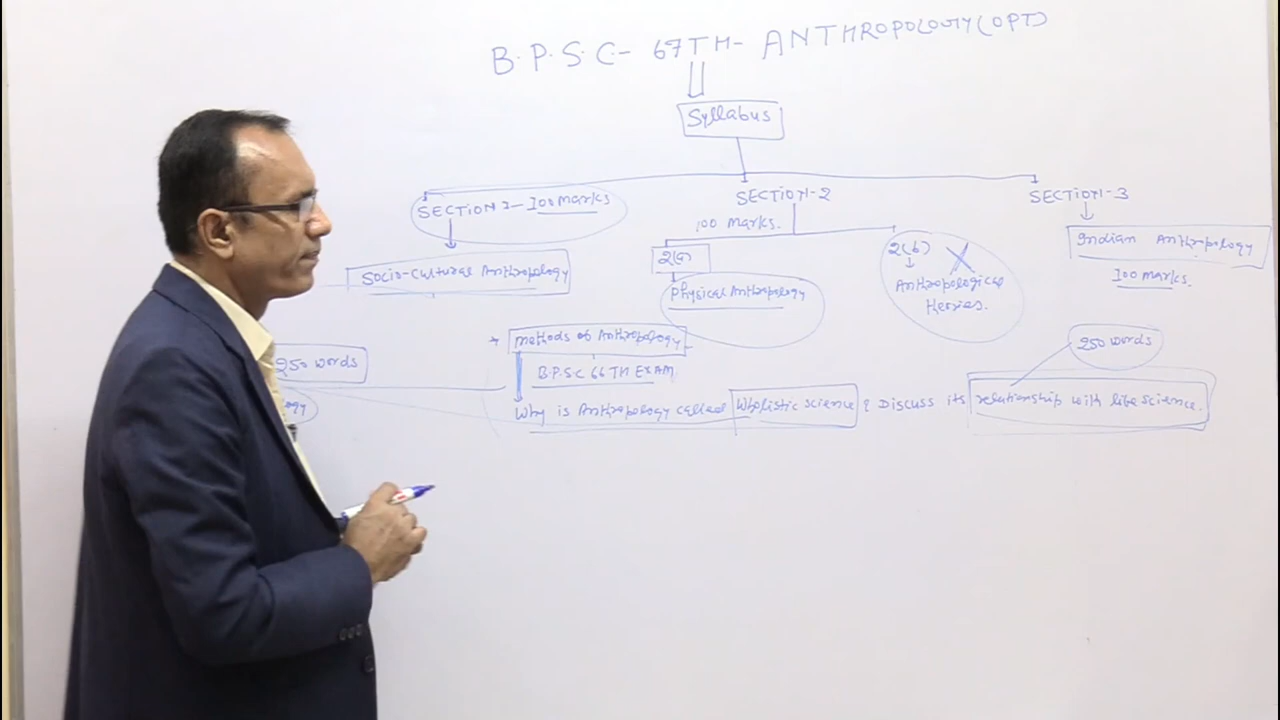 B.P.S.C- 67TH- ANTHROPOLOGY(OPT)
Syllabus
SECTION 1- 100 Marks
SECTION-2
SECTION-3
100 Marks.
Indian Anthropology
2(a)
2(b)
Socio-Cultural Anthropology
100 Marks.
Physical Anthropology
Anthropological
Methods of Anthropology
250 words
250 words
B.P.S.C 66TH EXAM
Why is Anthropology called Wholistic science? Discuss its relationship with life science.